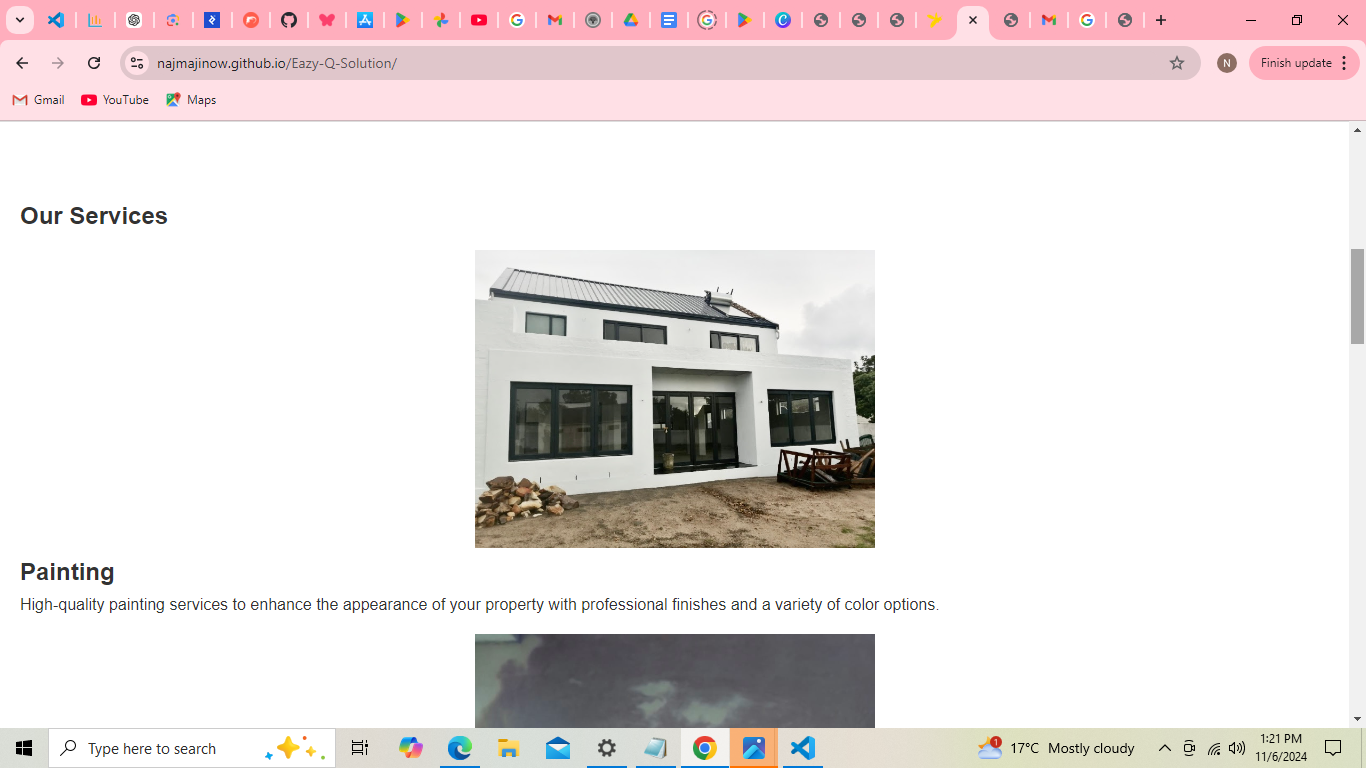 najmajinow.github.io/Eazy-Q-Solution/
N
Finish update
Gmail
YouTube
Maps
Our Services
Painting
High-quality painting services to enhance the appearance of your property with professional finishes and a variety of color options.
Type here to search
1
17°C Mostly cloudy
1:21 PM
11/6/2024